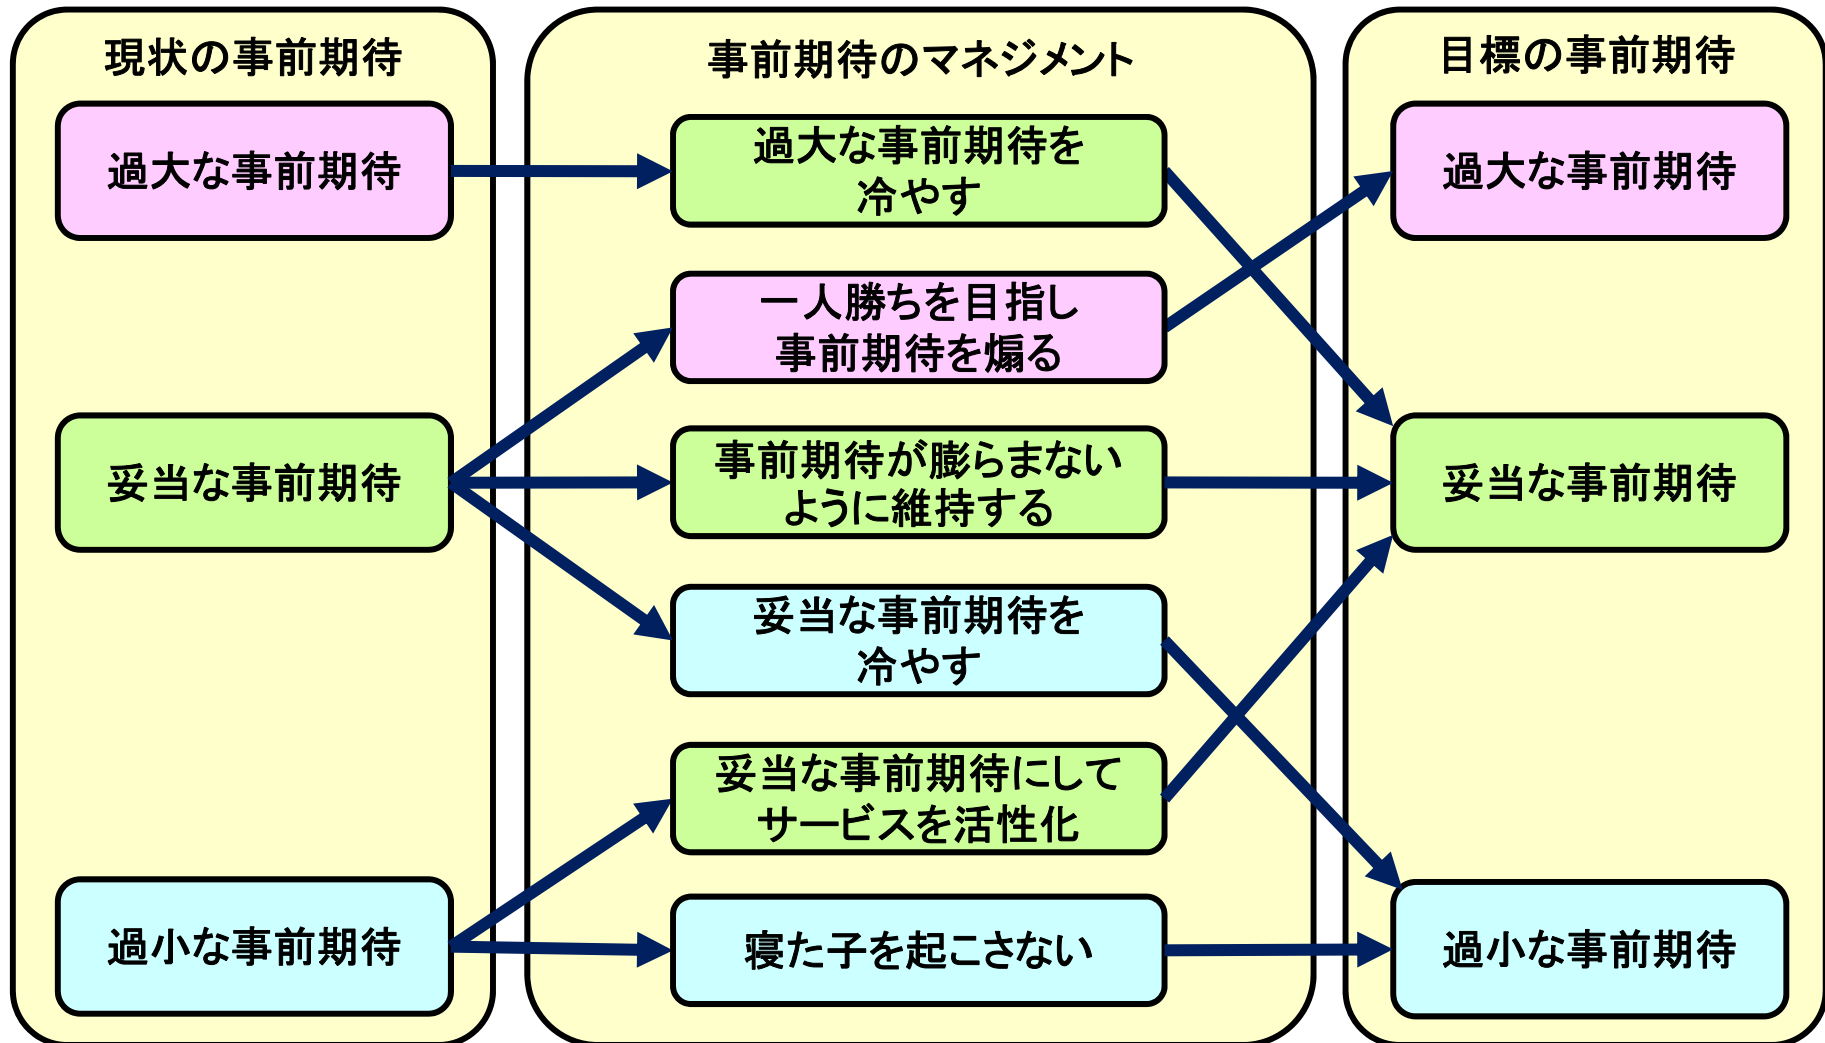 現状の事前期待
過大な事前期待
妥当な事前期待
過小な事前期待
事前期待のマネジメント
過大な事前期待を
冷やす
一人勝ちを目指し
事前期待を煽る
事前期待が膨らまない
ように維持する
妥当な事前期待を
冷やす
妥当な事前期待にして
サービスを活性化
寝た子を起こさない
目標の事前期待
過大な事前期待
妥当な事前期待
過小な事前期待